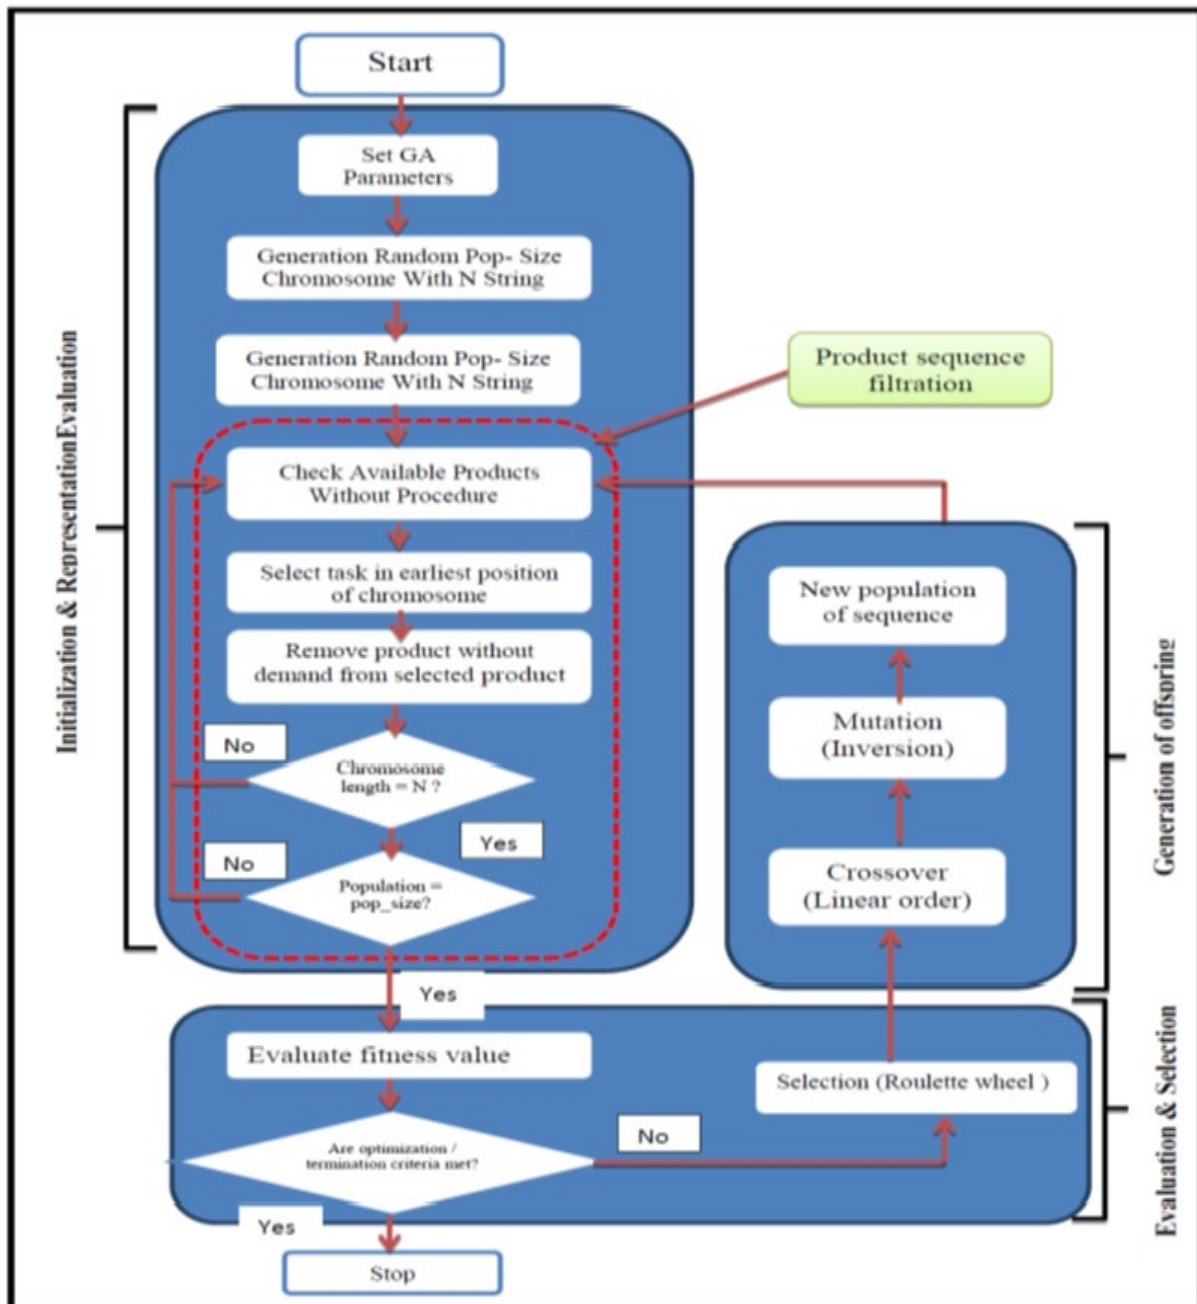 Start
Set GA
Parameters
Generation Random Pop- Size
Chromosome With N String
Generation Random Pop- Size
Chromosome With N String
Product sequence
filtration
Check Available Products
Without Procedure
Select task in earliest position
of chromosome
Remove product without
demand from selected product
No
Chromosome
length = N ?
Yes
No
Population =
pop_size?
Yes
Initialization & RepresentationEvaluation
New population
of sequence
Mutation
(Inversion)
Crossover
(Linear order)
Generation of offspring
Evaluate fitness value
Selection (Roulette wheel )
Are optimization /
termination criteria met?
No
Yes
Stop
Evaluation & Selection